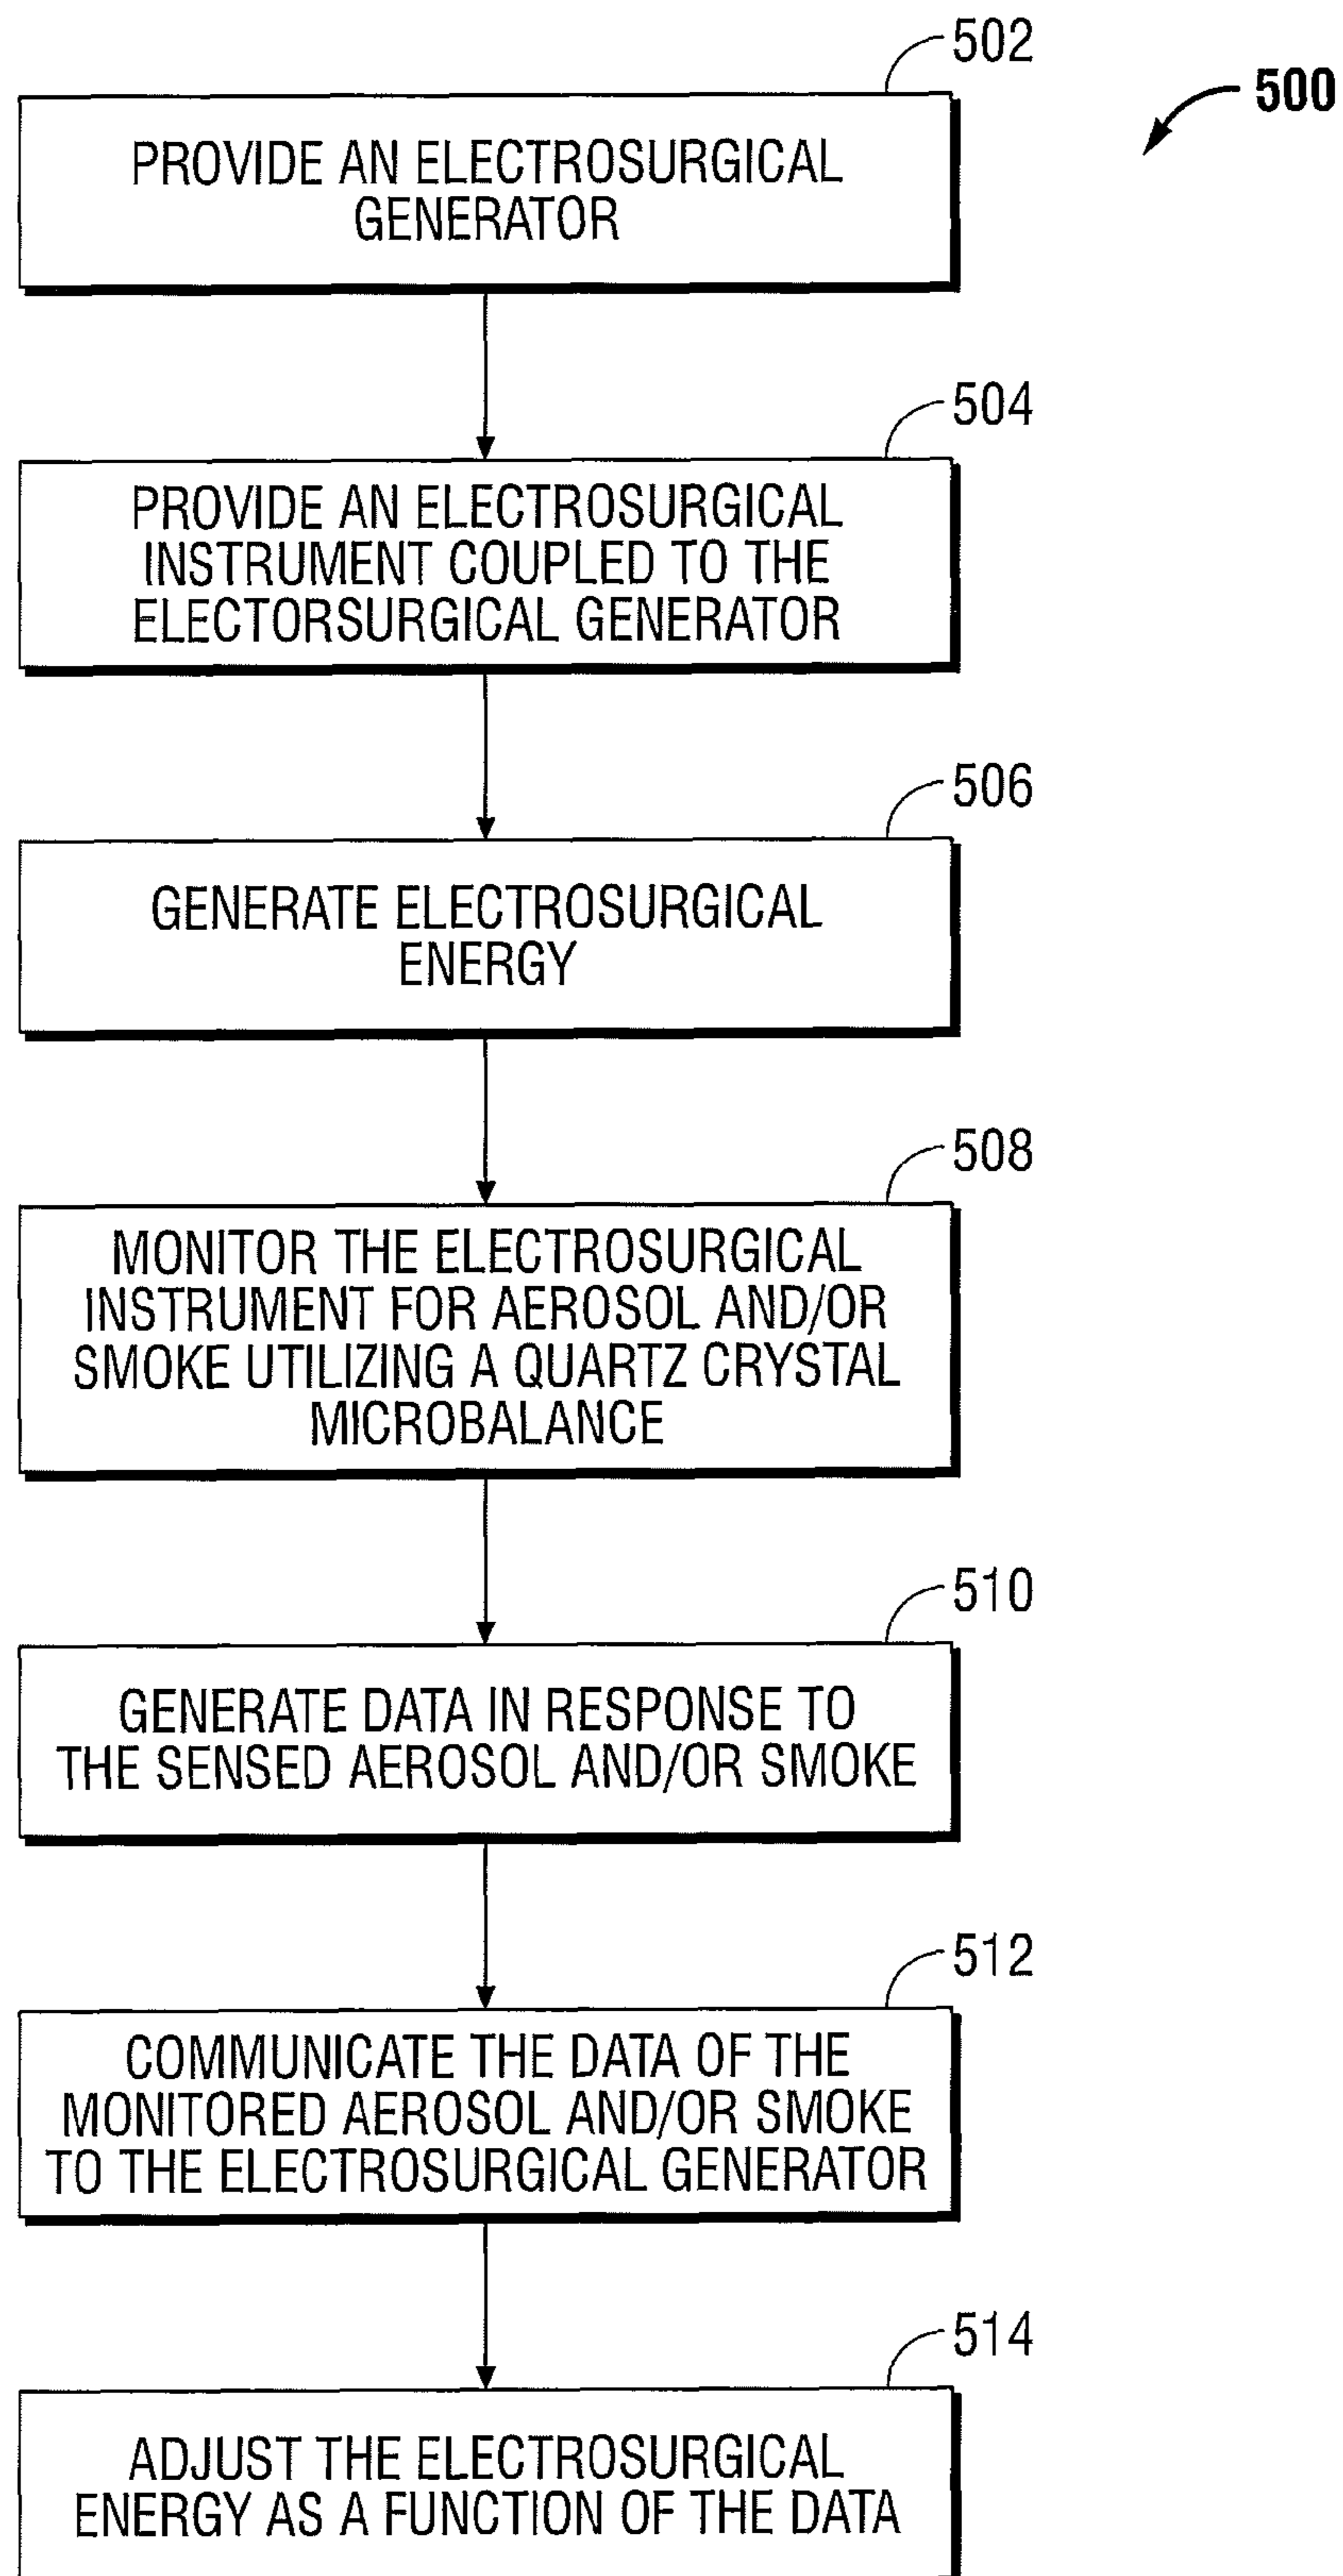 502
500
PROVIDE AN ELECTROSURGICAL
GENERATOR
504
PROVIDE AN ELECTROSURGICAL
INSTRUMENT COUPLED TO THE
ELECTORSURGICAL GENERATOR
506
GENERATE ELECTROSURGICAL
ENERGY
508
MONITOR THE ELECTROSURGICAL
INSTRUMENT FOR AEROSOL AND/OR
SMOKE UTILIZING A QUARTZ CRYSTAL
MICROBALANCE
510
GENERATE DATA IN RESPONSE TO
THE SENSED AEROSOL AND/OR SMOKE
512
COMMUNICATE THE DATA OF THE
MONITORED AEROSOL AND/OR SMOKE
TO THE ELECTROSURGICAL GENERATOR
514
ADJUST THE ELECTROSURGICAL
ENERGY AS A FUNCTION OF THE DATA